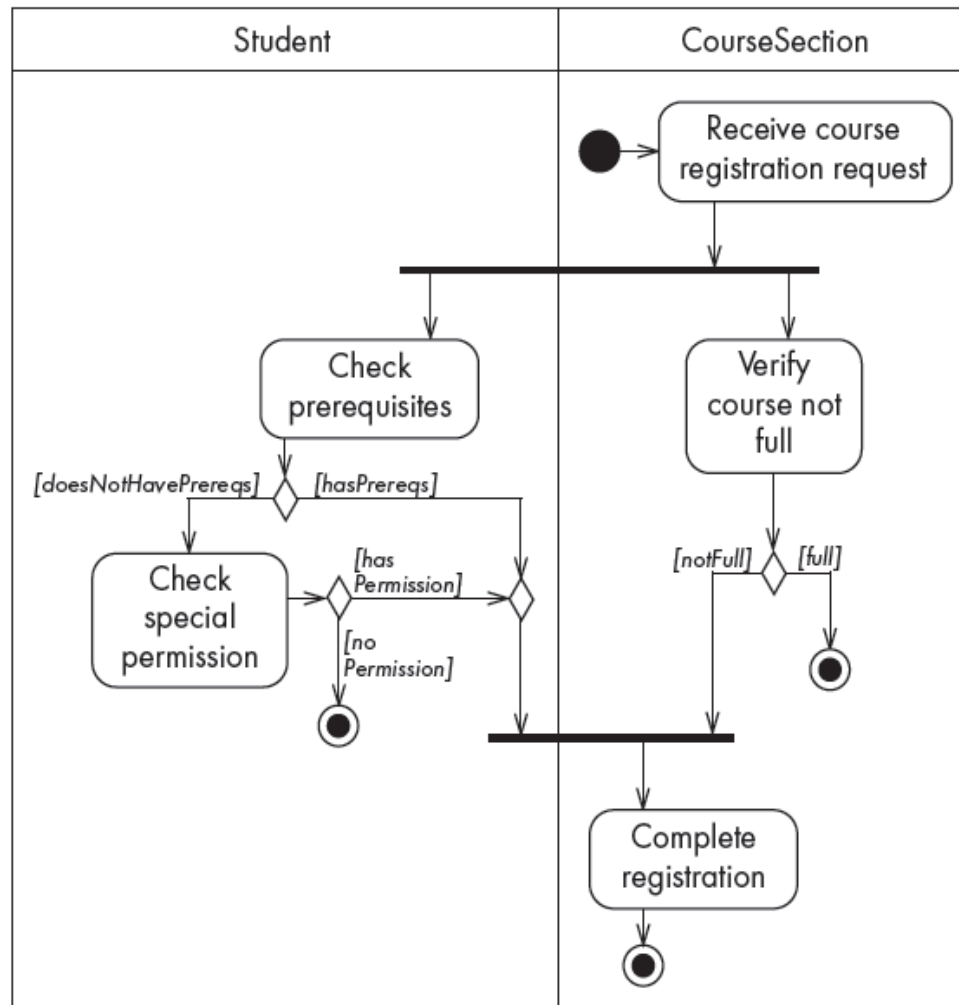 Student
CourseSection
Receive course
registration request
Check
prerequisites
Verify
course not
full
[doesNotHavePrereqs]
[hasPrereqs]
[notFull]
[full]
Check
special
permission
[has
Permission]
[no
Permission]
Complete
registration